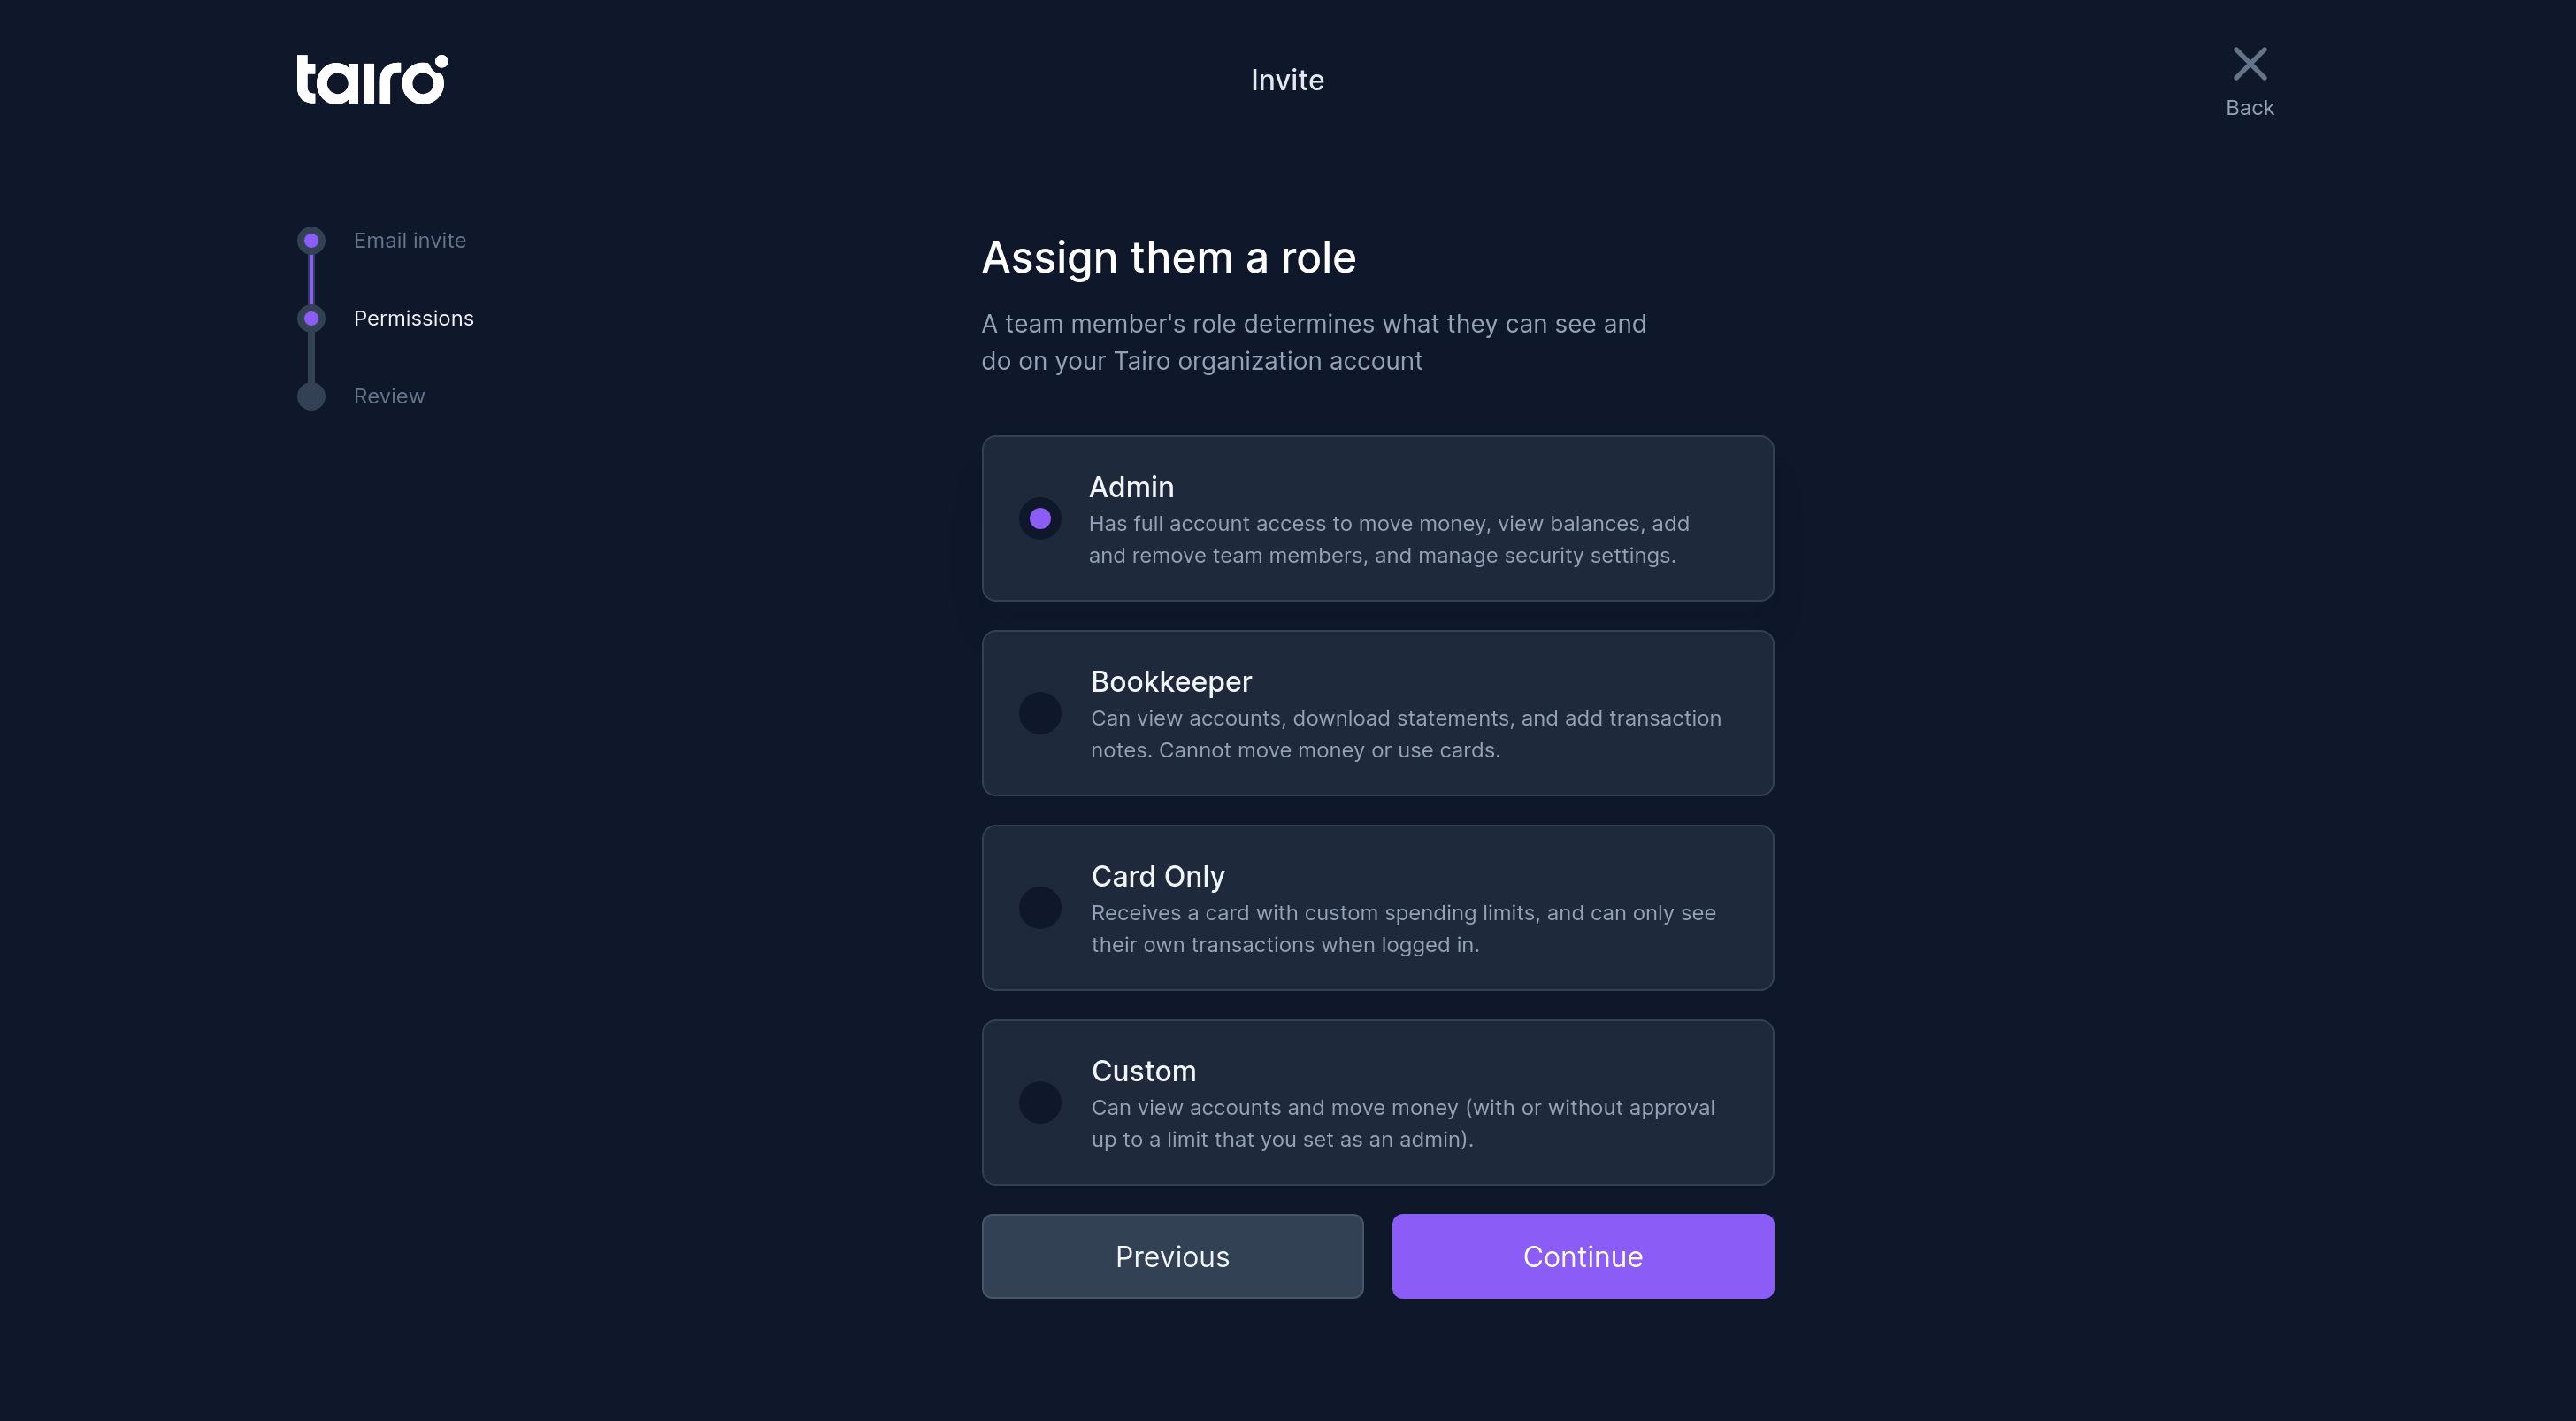 tairo
Invite
Back
Email invite
Permissions
Review
Assign them a role
A team member's role determines what they can see and
do on your Tairo organization account
Admin
Has full account access to move money, view balances, add
and remove team members, and manage security settings.
Bookkeeper
Can view accounts, download statements, and add transaction
notes. Cannot move money or use cards.
Card Only
Receives a card with custom spending limits, and can only see
their own transactions when logged in.
Custom
Can view accounts and move money (with or without approval
up to a limit that you set as an admin).
Previous
Continue